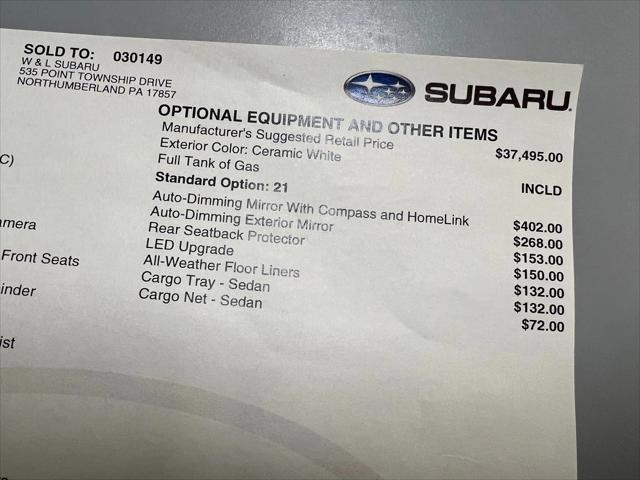 SOLD TO: 030149
W & L SUBARU
535 POINT TOWNSHIP DRIVE
NORTHUMBERLAND PA 17857
SUBARU
OPTIONAL EQUIPMENT AND OTHER ITEMS
Manufacturer's Suggested Retail Price $37,495.00
Exterior Color: Ceramic White
Full Tank of Gas INCLD
Standard Option: 21
Auto-Dimming Mirror With Compass and HomeLink $402.00
Auto-Dimming Exterior Mirror $268.00
Rear Seatback Protector $153.00
LED Upgrade $150.00
All-Weather Floor Liners $132.00
Cargo Tray - Sedan $132.00
Cargo Net - Sedan $72.00
C)
amera
Front Seats
inder
ist